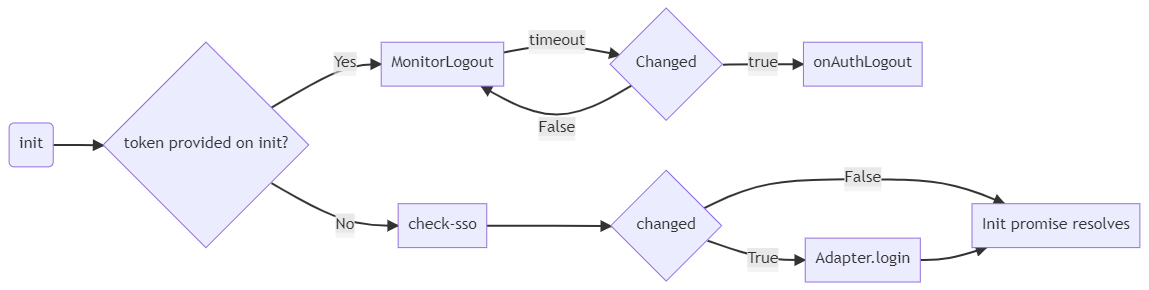 init
token provided on init?
Yes
MonitorLogout
timeout
Changed
true
onAuthLogout
False
No
check-sso
changed
False
True
Adapter.login
Init promise resolves